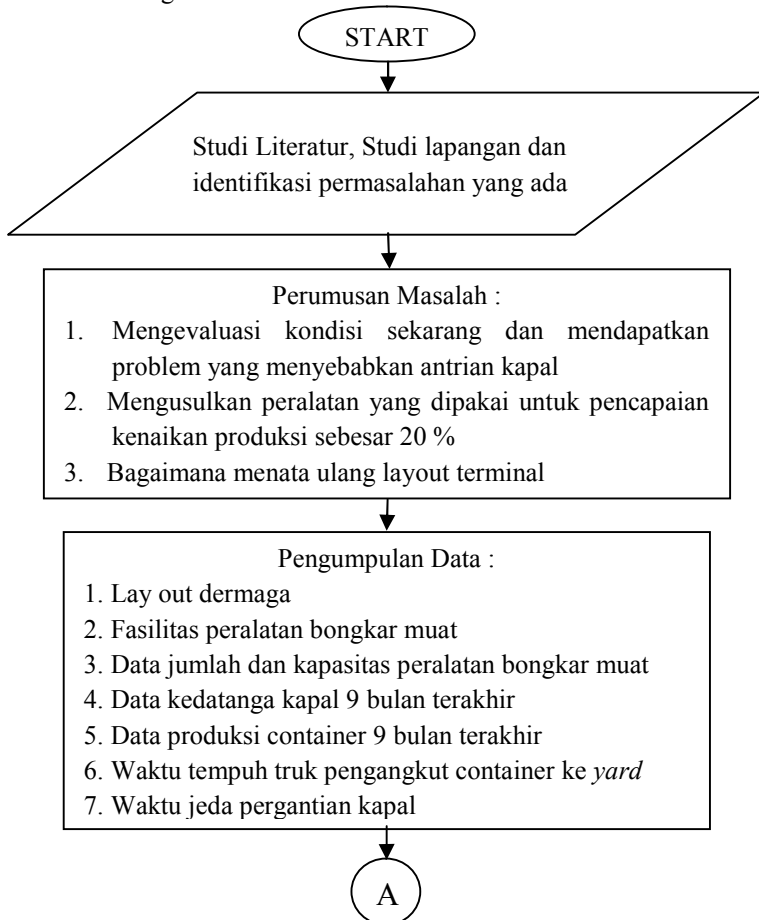 START
Studi Literatur, Studi lapangan dan
identifikasi permasalahan yang ada
Perumusan Masalah :
1. Mengevaluasi kondisi sekarang dan mendapatkan
problem yang menyebabkan antrian kapal
2. Mengusulkan peralatan yang dipakai untuk pencapaian
kenaikan produksi sebesar 20 %
3. Bagaimana menata ulang layout terminal
Pengumpulan Data :
1. Lay out dermaga
2. Fasilitas peralatan bongkar muat
3. Data jumlah dan kapasitas peralatan bongkar muat
4. Data kedatanga kapal 9 bulan terakhir
5. Data produksi container 9 bulan terakhir
6. Waktu tempuh truk pengangkut container ke yard
7. Waktu jeda pergantian kapal
A